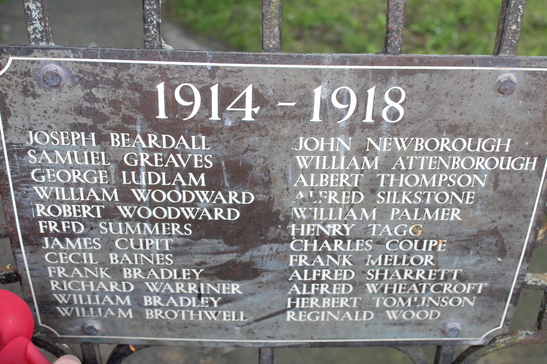 1914 - 1918
JOSEPH BEARDALL
SAMUEL GREAVES
GEORGE LUDLAM
WILLIAM WOODWARD
ROBERT WOODWARD
FRED SUMMERS
JAMES CUPIT
CECIL BAINES
FRANK BRADLEY
RICHARD WARRINER
WILLIAM BRADLEY
WILLIAM BROTHWELL
JOHN NEWBOROUGH
WILLIAM ATTENBOROUGH
ALBERT THOMPSON
ALFRED SILKSTONE
WILLIAM PALMER
HENRY TAGG
CHARLES COUPE
FRANK MELLOR
ALFRED SHARRETT
ALFRED WHEATCROFT
HERBERT TOMLINSON
REGINALD WOOD